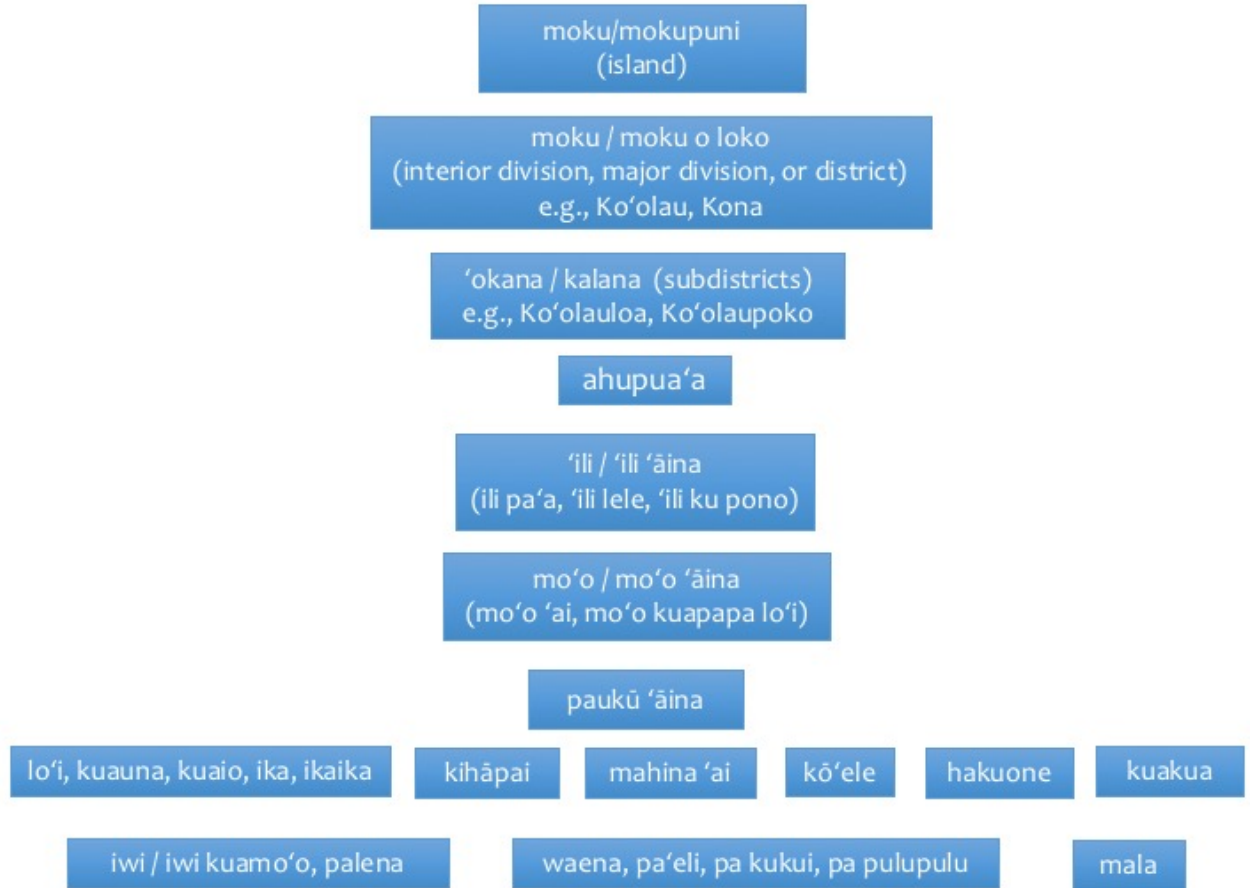 moku/mokupuni
(island)
moku / moku o loko
(interior division, major division, or district)
e.g., Koʻolau, Kona
ʻokana / kalana (subdistricts)
e.g., Koʻolauloa, Koʻolaupoko
ahupuaʻa
ʻili / ʻili ʻāina
(ili paʻa, ʻili lele, ʻili ku pono)
moʻo / moʻo ʻāina
(moʻo ʻai, moʻo kuapapa loʻi)
paukū ʻāina
loʻi, kuauna, kuaio, ika, ikaika
kihāpai
mahina ʻai
kōʻele
hakuone
kuakua
iwi / iwi kuamoʻo, palena
waena, paʻeli, pa kukui, pa pulupulu
mala